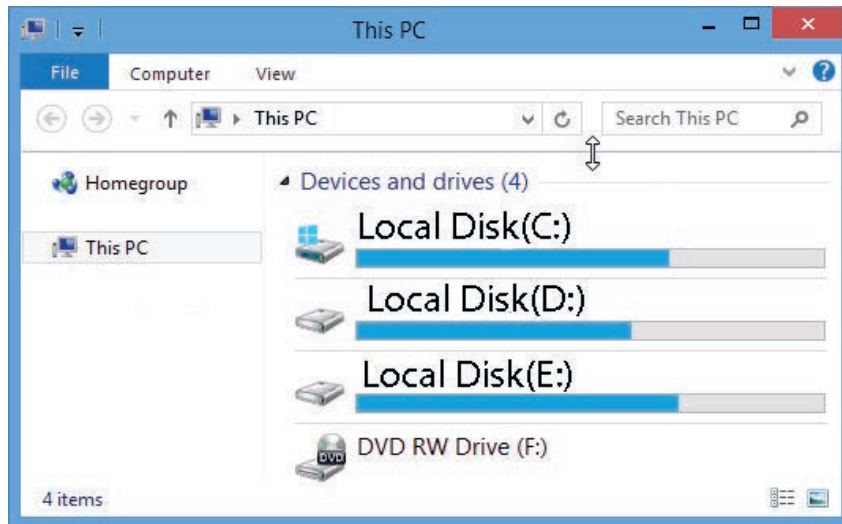 This PC
File Computer View
This PC Search This PC
Homegroup
This PC
Devices and drives (4)
Local Disk(C:)
Local Disk(D:)
Local Disk(E:)
DVD
DVD RW Drive (F:)
4 items